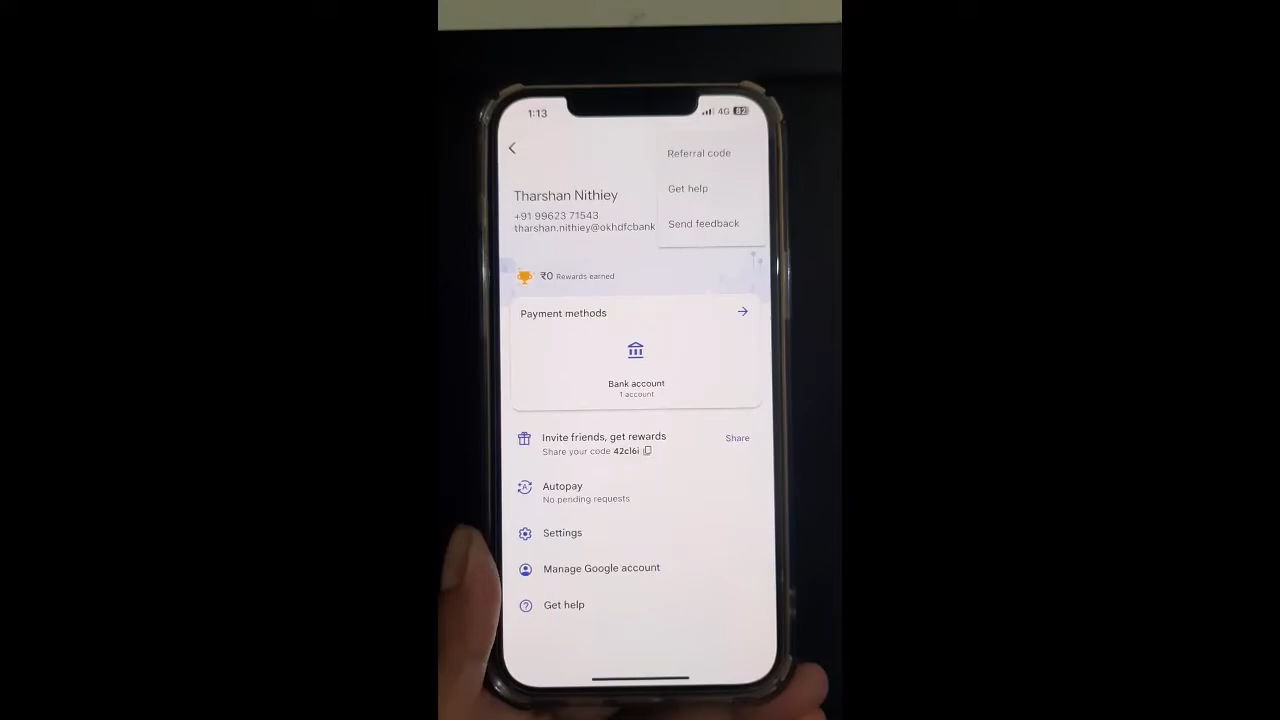 1:13
4G 82
Referral code
Get help
Send feedback
Tharshan Nithiey
+91 99623 71543
tharshan.nithiey@okhdfcbank
₹0 Rewards earned
Payment methods
Bank account
1 account
Invite friends, get rewards
Share
Share your code 42cl6i
Autopay
No pending requests
Settings
Manage Google account
Get help